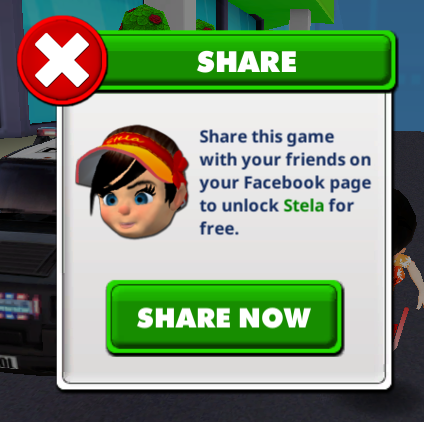 SHARE
Share this game
with your friends on
your Facebook page
to unlock Stela for
free.
SHARE NOW